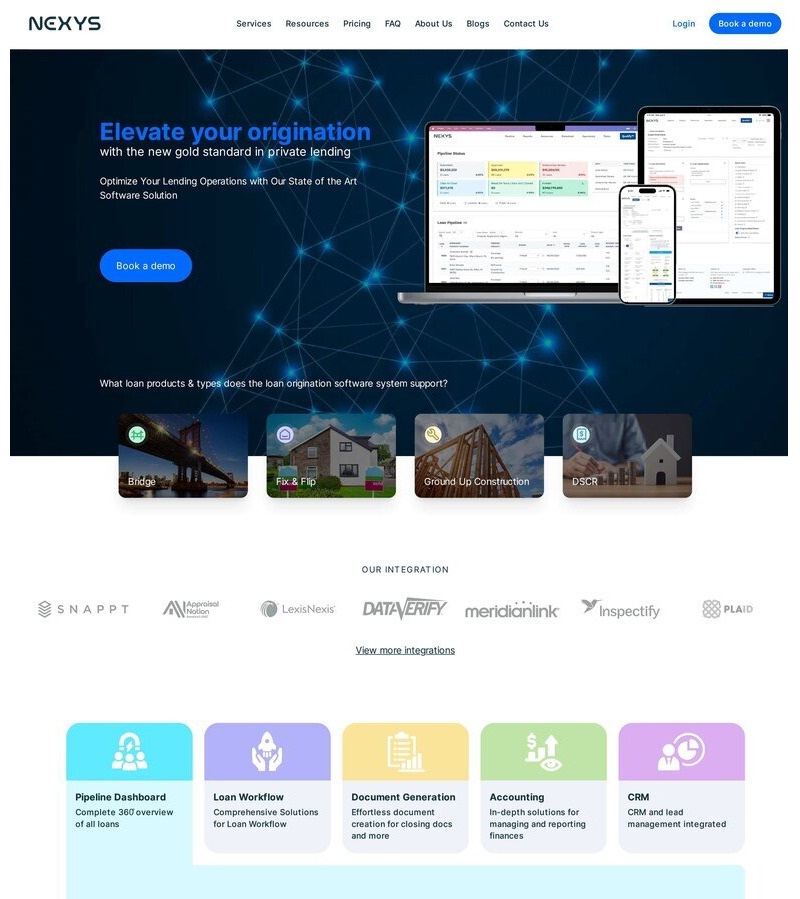 NEXYS
Services Resources Pricing FAQ About Us Blogs Contact Us
Login
Book a demo
Elevate your origination
with the new gold standard in private lending
Optimize Your Lending Operations with Our State of the Art
Software Solution
Book a demo
NEXYS
Pipeline Status
Loan Pipeline
What loan products & types does the loan origination software system support?
Bridge
Fix & Flip
Ground Up Construction
DSCR
OUR INTEGRATION
SNAPPT
Appraisal
Nation
LexisNexis
DATAVERIFY
meridianlink
Inspectify
PLAID
View more integrations
Pipeline Dashboard
Complete 360 overview
of all loans
Loan Workflow
Comprehensive Solutions
for Loan Workflow
Document Generation
Effortless document
creation for closing docs
and more
Accounting
In-depth solutions for
managing and reporting
finances
CRM
CRM and lead
management integrated